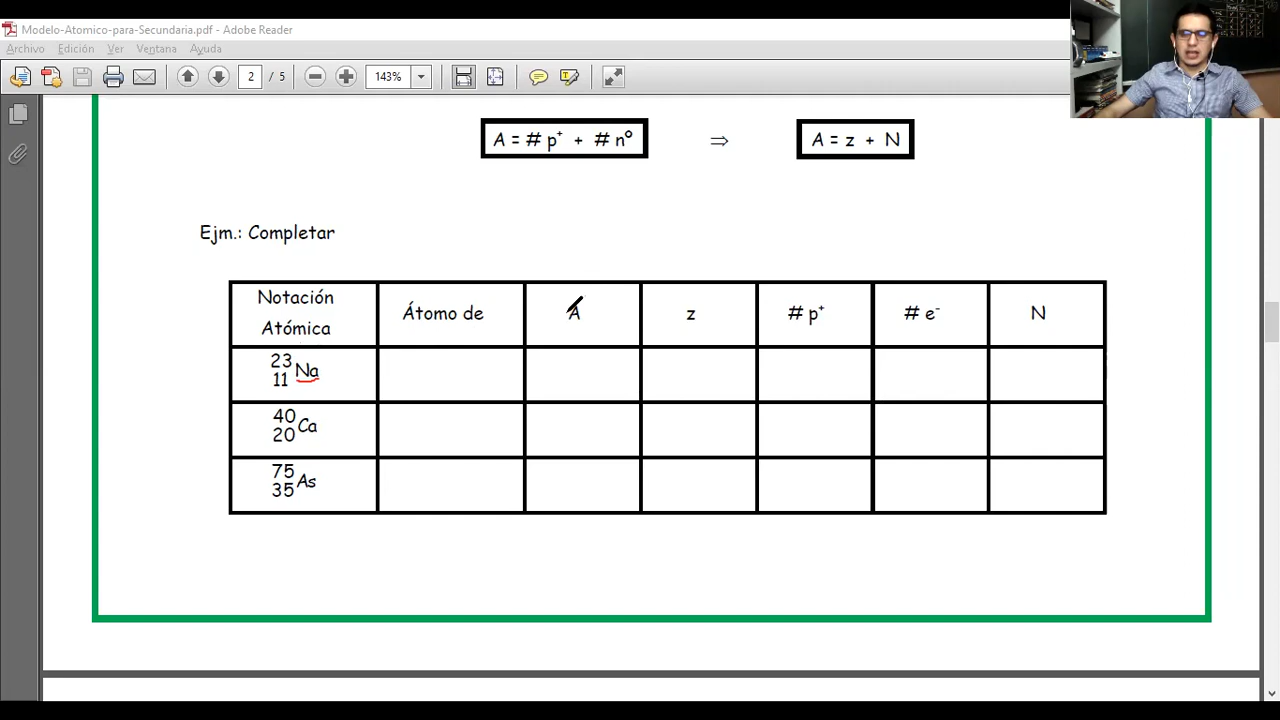 Modelo-Atomico-para-Secundaria.pdf - Adobe Reader
Archivo Edición Ver Ventana Ayuda
2 / 5 143%
A = # p⁺ + # n° ⇒ A = z + N
Ejm.: Completar
Notación Atómica Átomo de A z # p⁺ # e⁻ N
23
11 Na
40
20 Ca
75
35 As